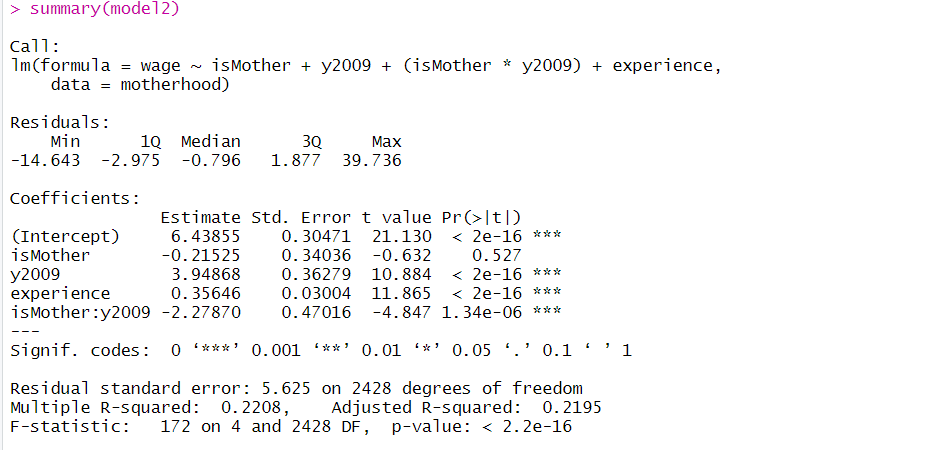 > summary(model2)
Call:
lm(formula = wage ~ isMother + y2009 + (isMother * y2009) + experience,
    data = motherhood)
Residuals:
    Min      1Q  Median      3Q     Max
-14.643  -2.975  -0.796   1.877  39.736
Coefficients:
               Estimate Std. Error t value Pr(>|t|)
(Intercept)     6.43855    0.30471  21.130  < 2e-16 ***
isMother       -0.21525    0.34036  -0.632    0.527
y2009           3.94868    0.36279  10.884  < 2e-16 ***
experience      0.35646    0.03004  11.865  < 2e-16 ***
isMother:y2009 -2.27870    0.47016  -4.847 1.34e-06 ***
---
Signif. codes:  0 ‘***’ 0.001 ‘**’ 0.01 ‘*’ 0.05 ‘.’ 0.1 ‘ ’ 1
Residual standard error: 5.625 on 2428 degrees of freedom
Multiple R-squared:  0.2208,    Adjusted R-squared:  0.2195
F-statistic:   172 on 4 and 2428 DF,  p-value: < 2.2e-16